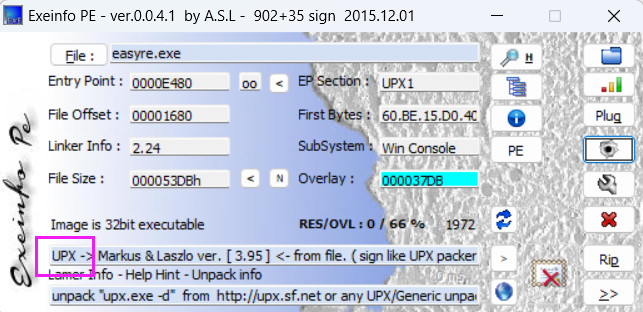 Exeinfo PE - ver.0.0.4.1 by A.S.L - 902+35 sign 2015.12.01
File : easyre.exe
H
Entry Point : 0000E480 oo < EP Section : UPX1
File Offset : 00001680 First Bytes : 60.BE.15.D0.40
Plug
Linker Info : 2.24 SubSystem : Win Console PE
File Size : 000053DBh < N Overlay : 000037DB
Image is 32bit executable RES/OVL : 0 / 66 % 1972
UPX -> Markus & Laszlo ver. [ 3.95 ] <- from file. ( sign like UPX packer > Rip
Lamer Info - Help Hint - Unpack info
unpack "upx.exe -d" from http://upx.sf.net or any UPX/Generic unpa >>
Exeinfo Pe